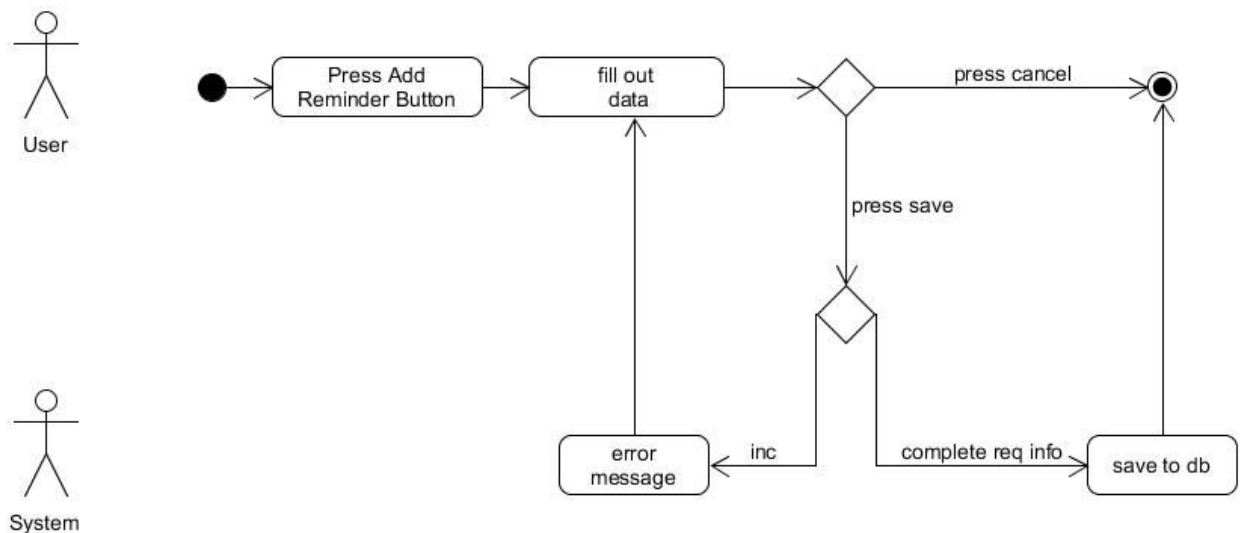 Press Add
Reminder Button
fill out
data
press cancel
User
press save
error
message
inc
complete req info
save to db
System